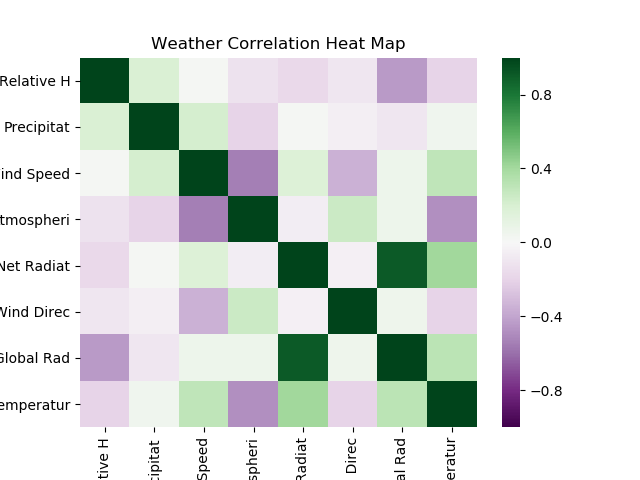 Weather Correlation Heat Map
Relative H
Precipitat
ind Speed
tmospheri
Net Radiat
Wind Direc
Global Rad
emperatur
tive H
cipitat
Speed
spheri
Radiat
Direc
al Rad
eratur
0.8
0.4
0.0
−0.4
−0.8